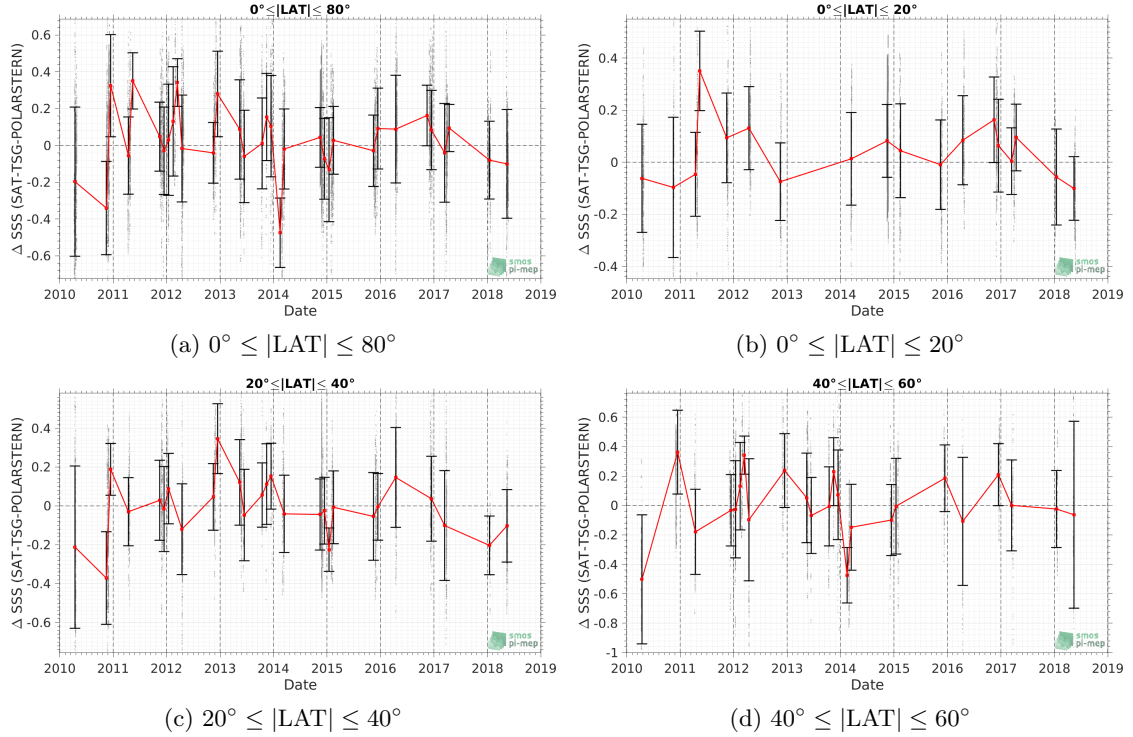 0°≤|LAT|≤ 80°
Δ SSS (SAT-TSG-POLARSTERN)
0.6
0.4
0.2
0
-0.2
-0.4
-0.6
2010 2011 2012 2013 2014 2015 2016 2017 2018 2019
Date
smos
pi-mep
(a) 0° ≤ |LAT| ≤ 80°
0°≤|LAT|≤ 20°
Δ SSS (SAT-TSG-POLARSTERN)
0.4
0.2
0
-0.2
-0.4
2010 2011 2012 2013 2014 2015 2016 2017 2018 2019
Date
smos
pi-mep
(b) 0° ≤ |LAT| ≤ 20°
20°≤|LAT|≤ 40°
Δ SSS (SAT-TSG-POLARSTERN)
0.4
0.2
0
-0.2
-0.4
-0.6
2010 2011 2012 2013 2014 2015 2016 2017 2018 2019
Date
smos
pi-mep
(c) 20° ≤ |LAT| ≤ 40°
40°≤|LAT|≤ 60°
Δ SSS (SAT-TSG-POLARSTERN)
0.6
0.4
0.2
0
-0.2
-0.4
-0.6
-0.8
-1
2010 2011 2012 2013 2014 2015 2016 2017 2018 2019
Date
smos
pi-mep
(d) 40° ≤ |LAT| ≤ 60°